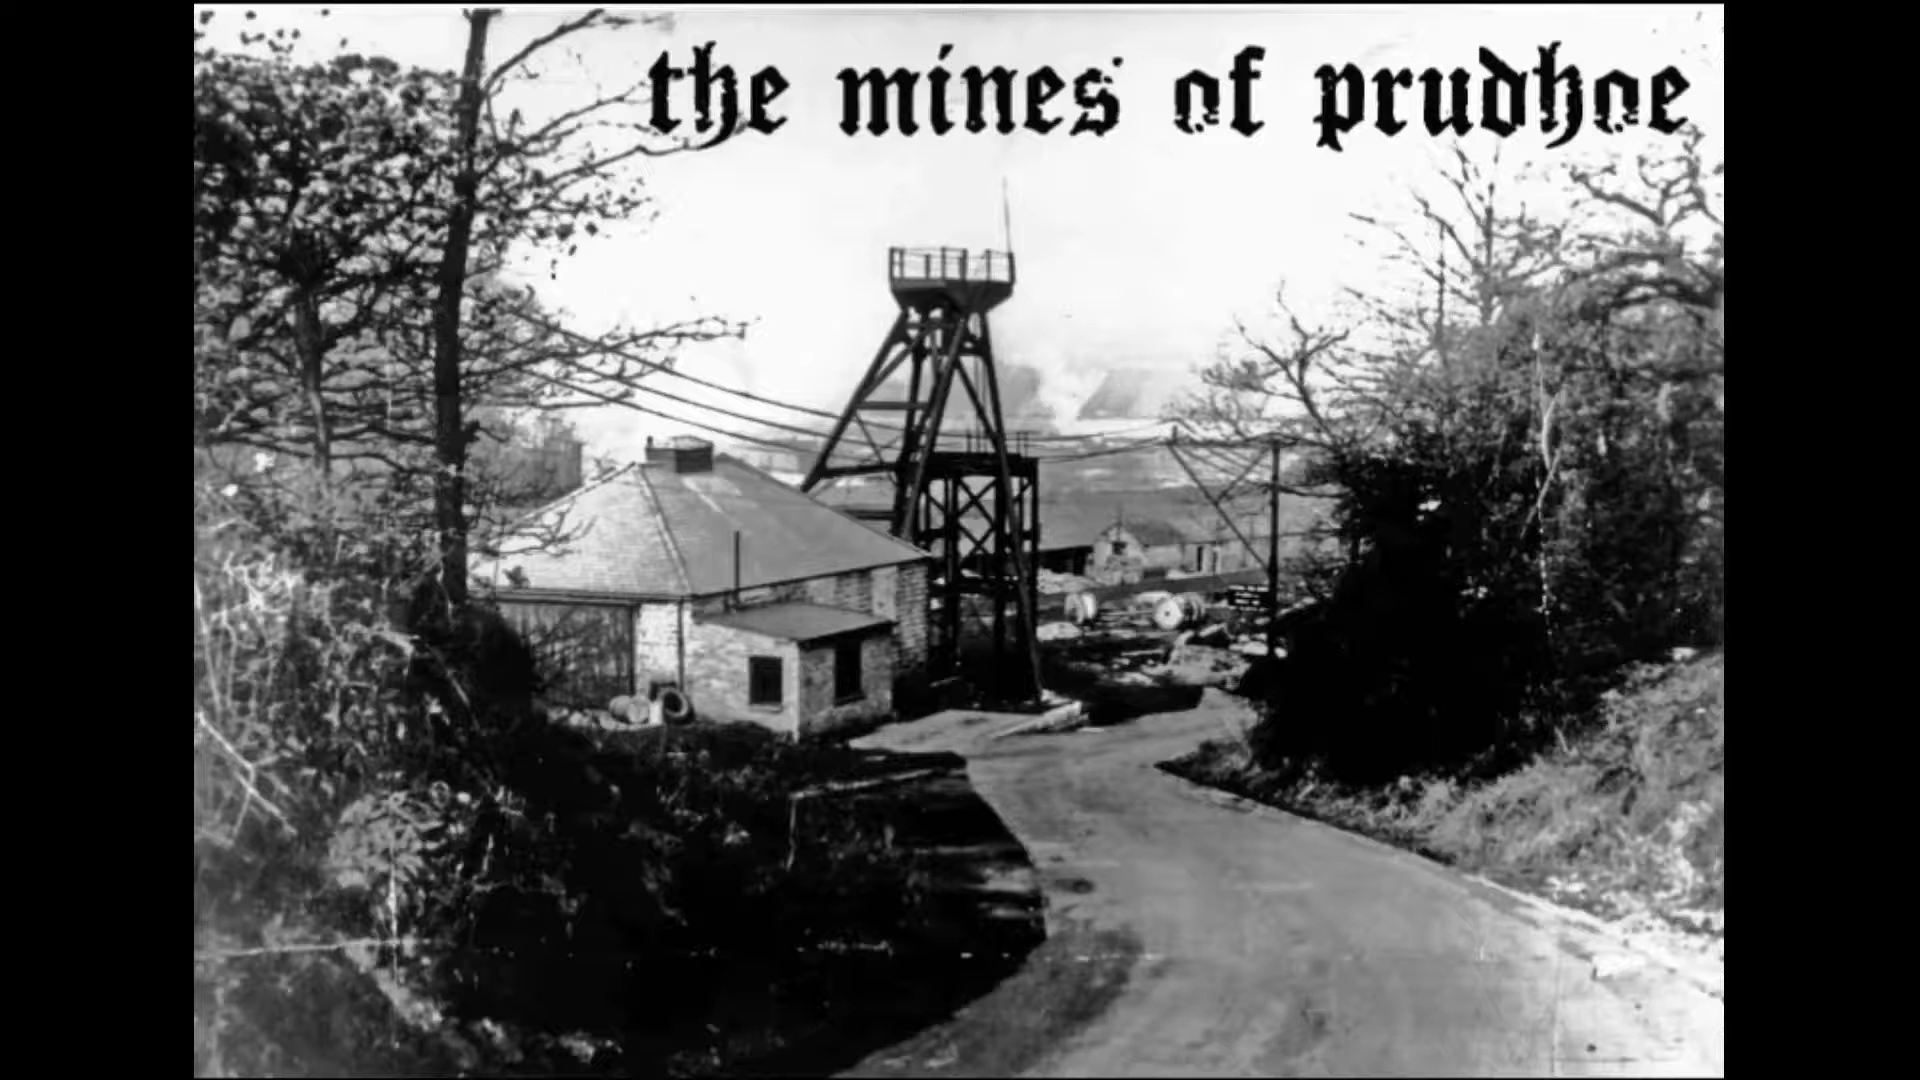 the mines of prudhoe